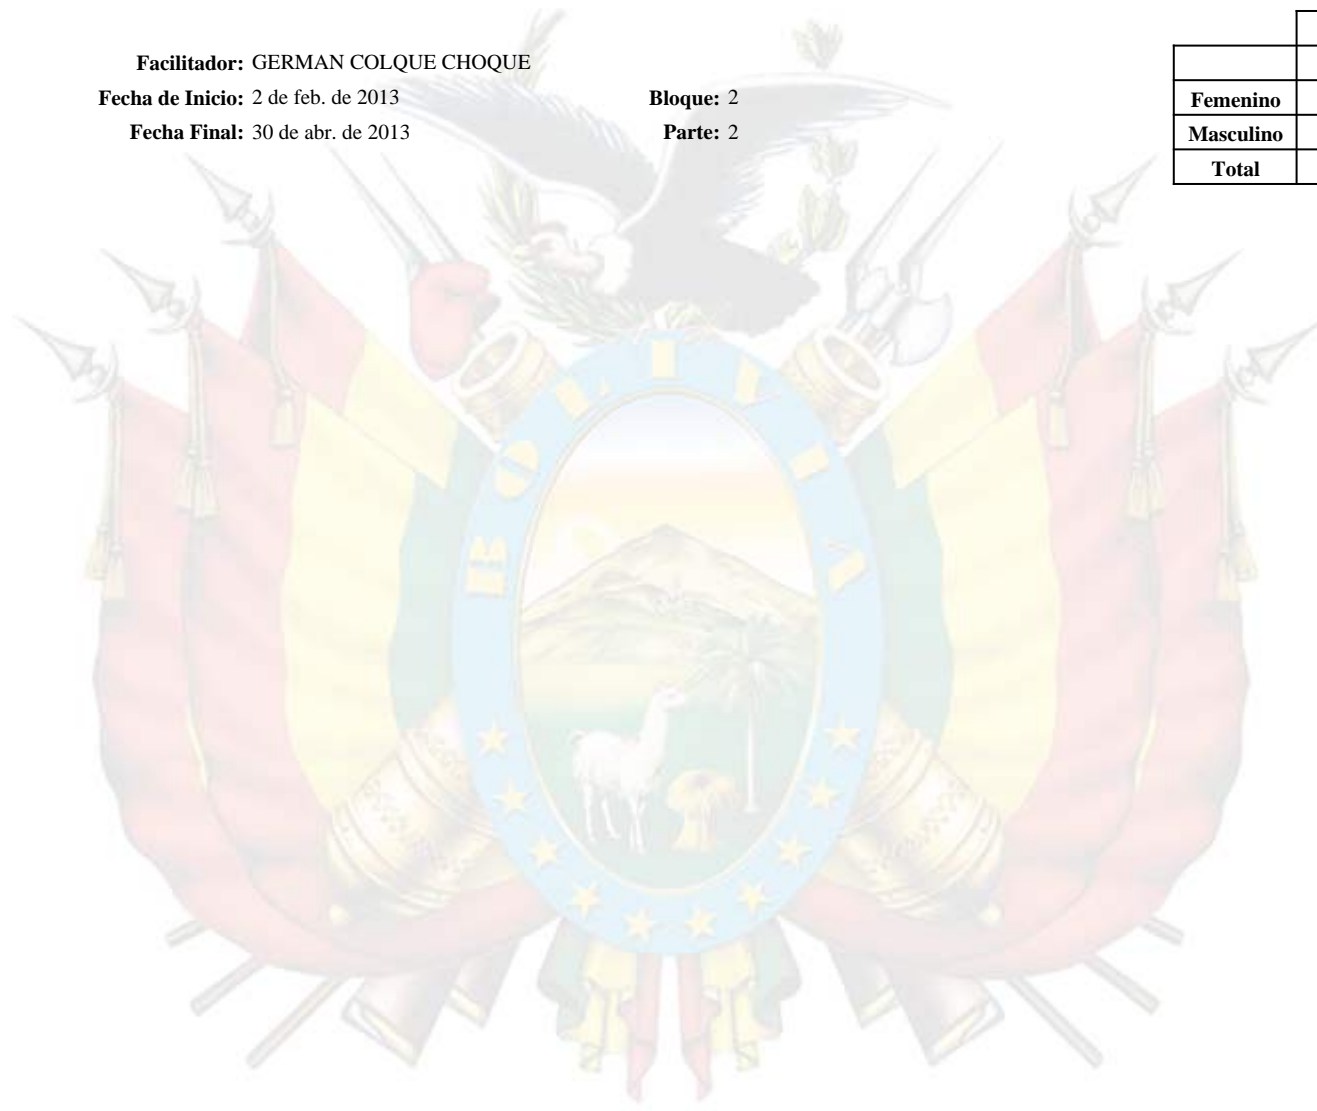 Facilitador: GERMAN COLQUE CHOQUE
Fecha de Inicio: 2 de feb. de 2013 Bloque: 2
Fecha Final: 30 de abr. de 2013 Parte: 2
Femenino
Masculino
Total
BOLIVIA